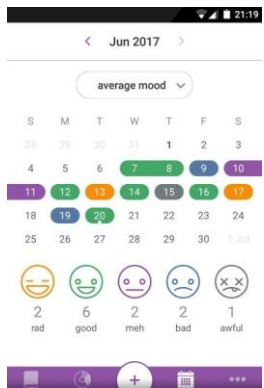 21:19
Jun 2017
average mood
S M T W T F S
28 29 30 31 1 2 3
4 5 6 7 8 9 10
11 12 13 14 15 16 17
18 19 20 21 22 23 24
25 26 27 28 29 30 1 Jul
2 6 2 2 1
rad good meh bad awful